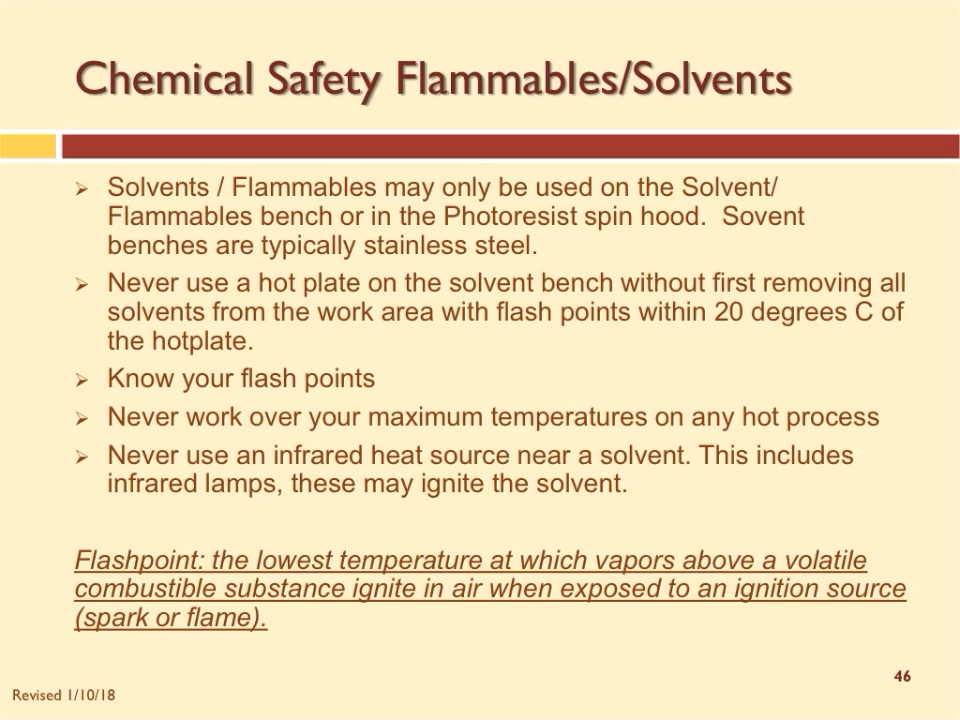 Chemical Safety Flammables/Solvents
➢ Solvents / Flammables may only be used on the Solvent/
Flammables bench or in the Photoresist spin hood.  Sovent
benches are typically stainless steel.
➢ Never use a hot plate on the solvent bench without first removing all
solvents from the work area with flash points within 20 degrees C of
the hotplate.
➢ Know your flash points
➢ Never work over your maximum temperatures on any hot process
➢ Never use an infrared heat source near a solvent. This includes
infrared lamps, these may ignite the solvent.
Flashpoint: the lowest temperature at which vapors above a volatile
combustible substance ignite in air when exposed to an ignition source
(spark or flame).
46
Revised 1/10/18